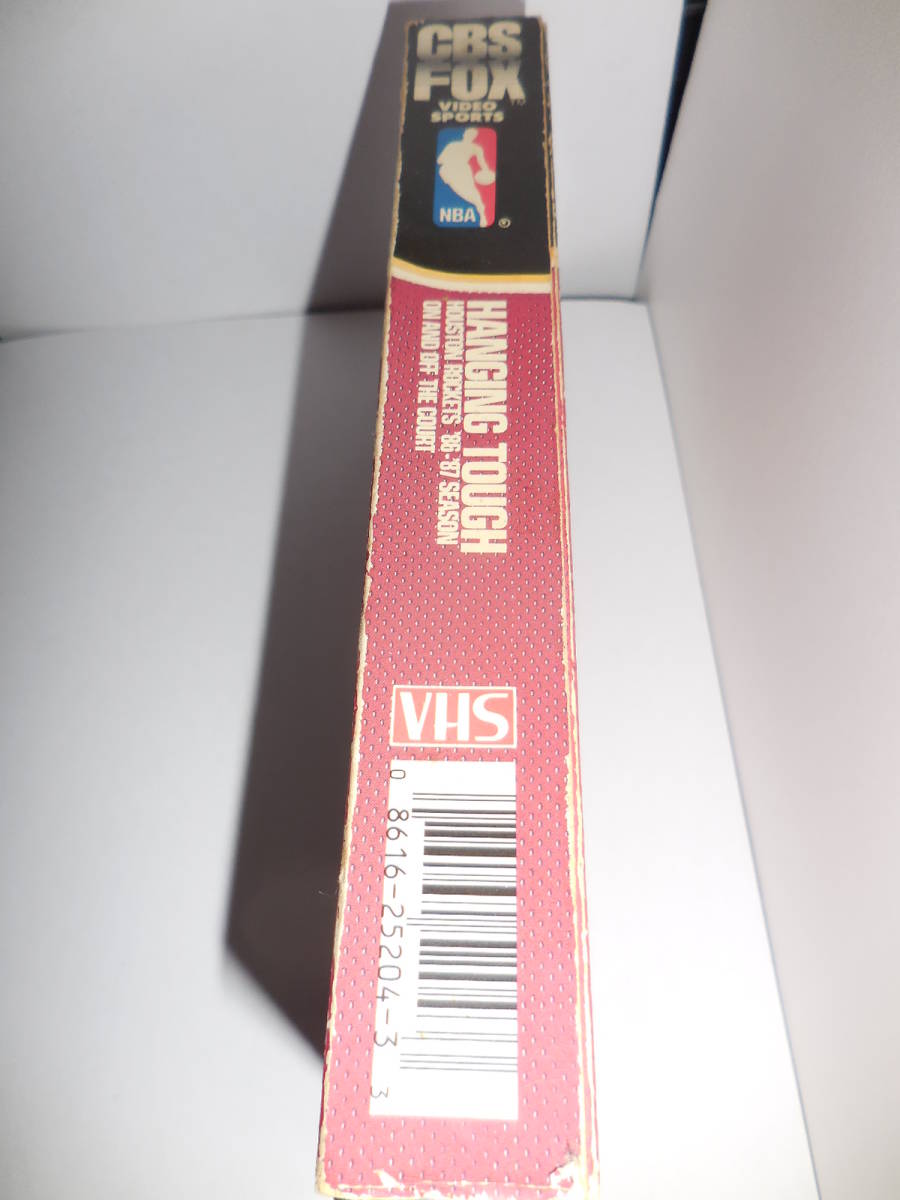 CBS
FOX™
VIDEO
SPORTS
NBA ®
HANGING TOUGH
HOUSTON ROCKETS '86-'87 SEASON
ON AND OFF THE COURT
VHS
0 8616-25204-3 3